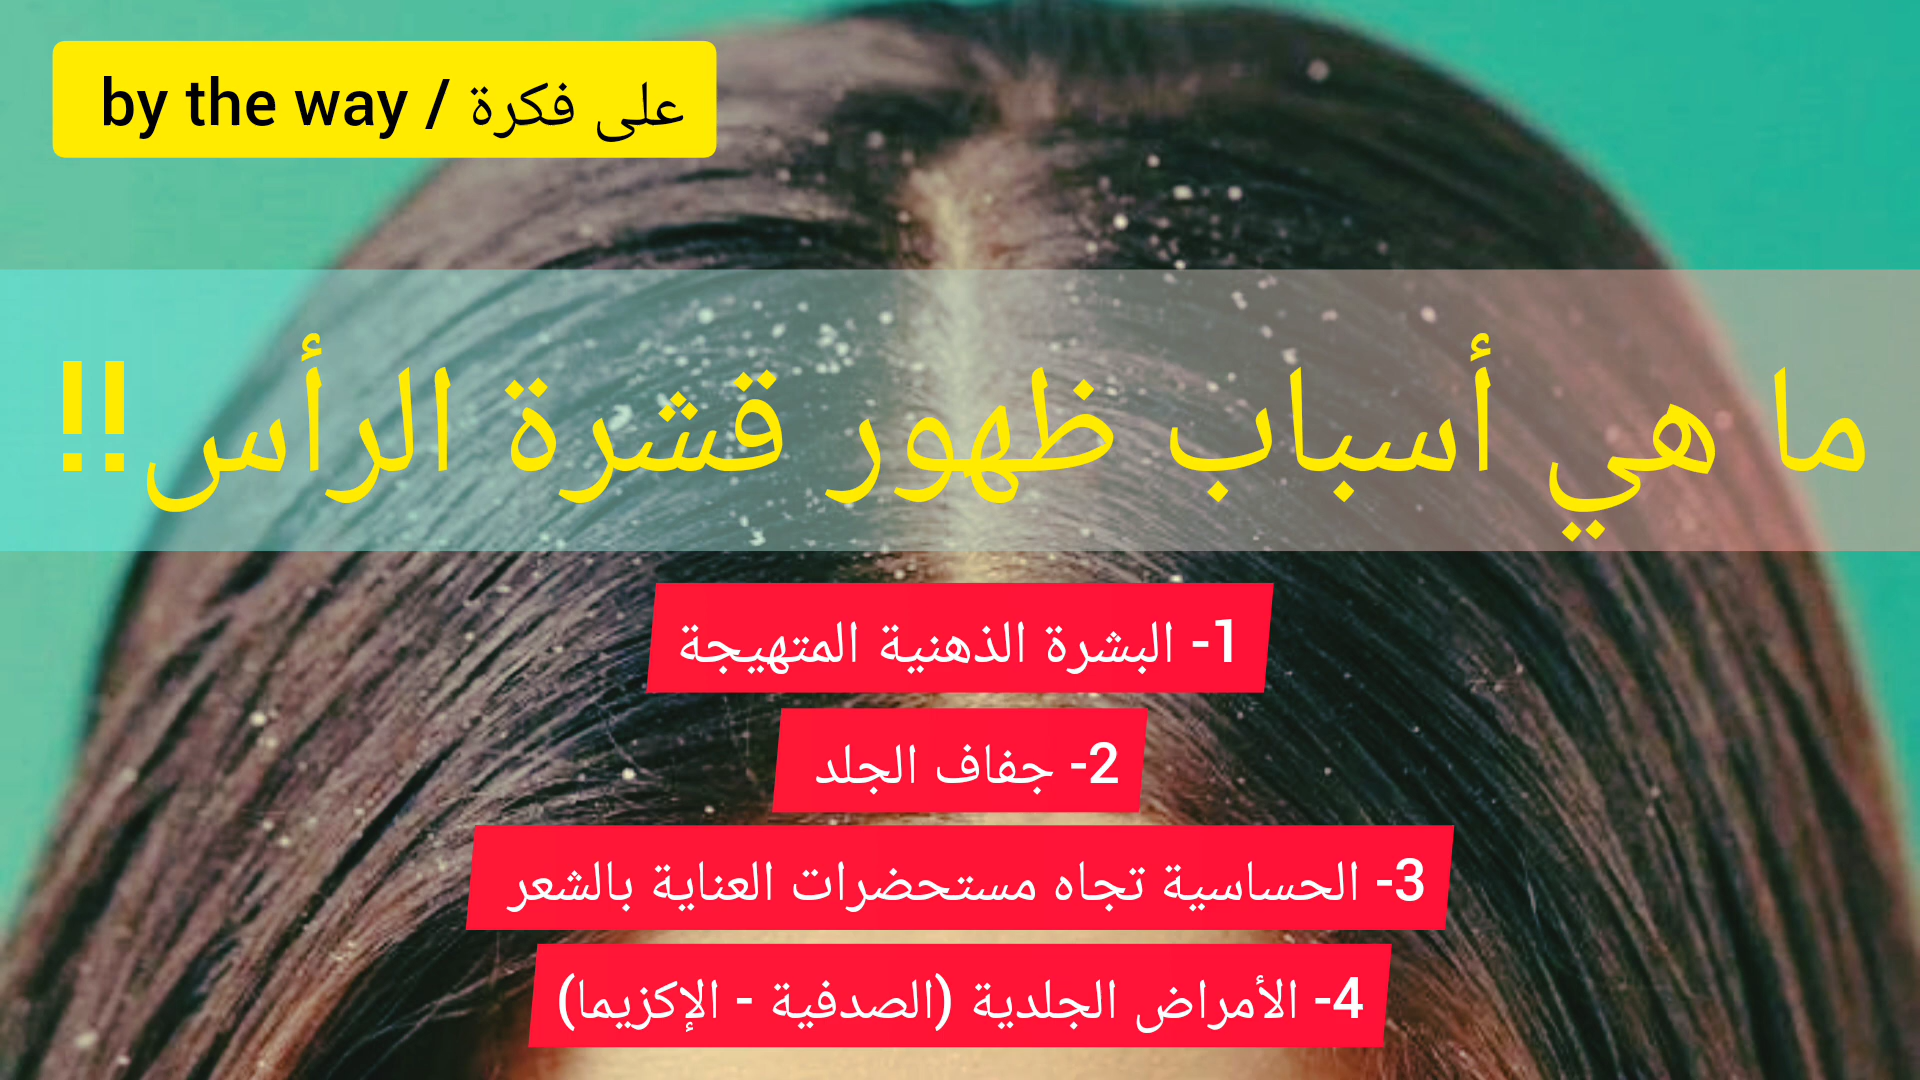 على فكرة / by the way
ما هي أسباب ظهور قشرة الرأس!!
1- البشرة الذهنية المتهيجة
2- جفاف الجلد
3- الحساسية تجاه مستحضرات العناية بالشعر
4- الأمراض الجلدية (الصدفية - الإكزيما)